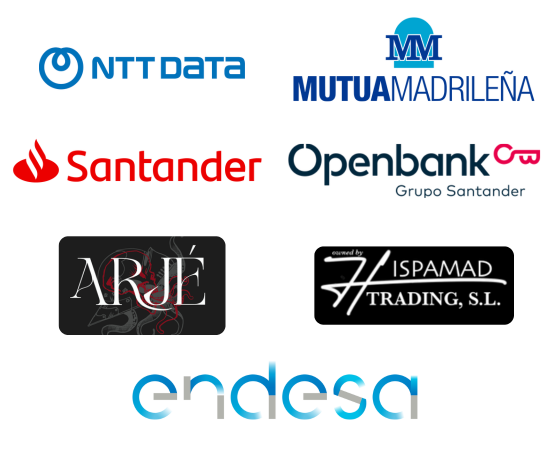 NTT DATA
MM
MUTUAMADRILEÑA
Santander
Openbank
Grupo Santander
ARJÉ
owned by
HISPAMAD
TRADING, S.L.
endesa